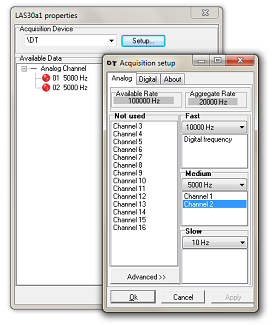 LAS30a1 properties
Acquisition Device
\DT
Setup...
Available Data
Analog Channel
01 5000 Hz
02 5000 Hz
DT Acquisition setup
Analog
Digital
About
Available Rate
100000 Hz
Aggregate Rate
20000 Hz
Not used
Channel 3
Channel 4
Channel 5
Channel 6
Channel 7
Channel 8
Channel 9
Channel 10
Channel 11
Channel 12
Channel 13
Channel 14
Channel 15
Channel 16
Advanced >>
Fast
10000 Hz
Digital frequency
Medium
5000 Hz
Channel 1
Channel 2
Slow
10 Hz
Ok
Cancel
Apply